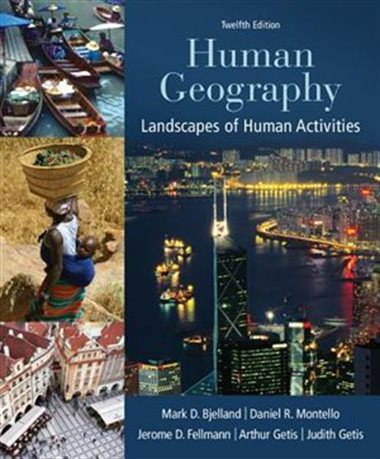 Twelfth Edition
Human
Geography
Landscapes of Human Activities
Mark D. Bjelland | Daniel R. Montello
Jerome D. Fellmann | Arthur Getis | Judith Getis